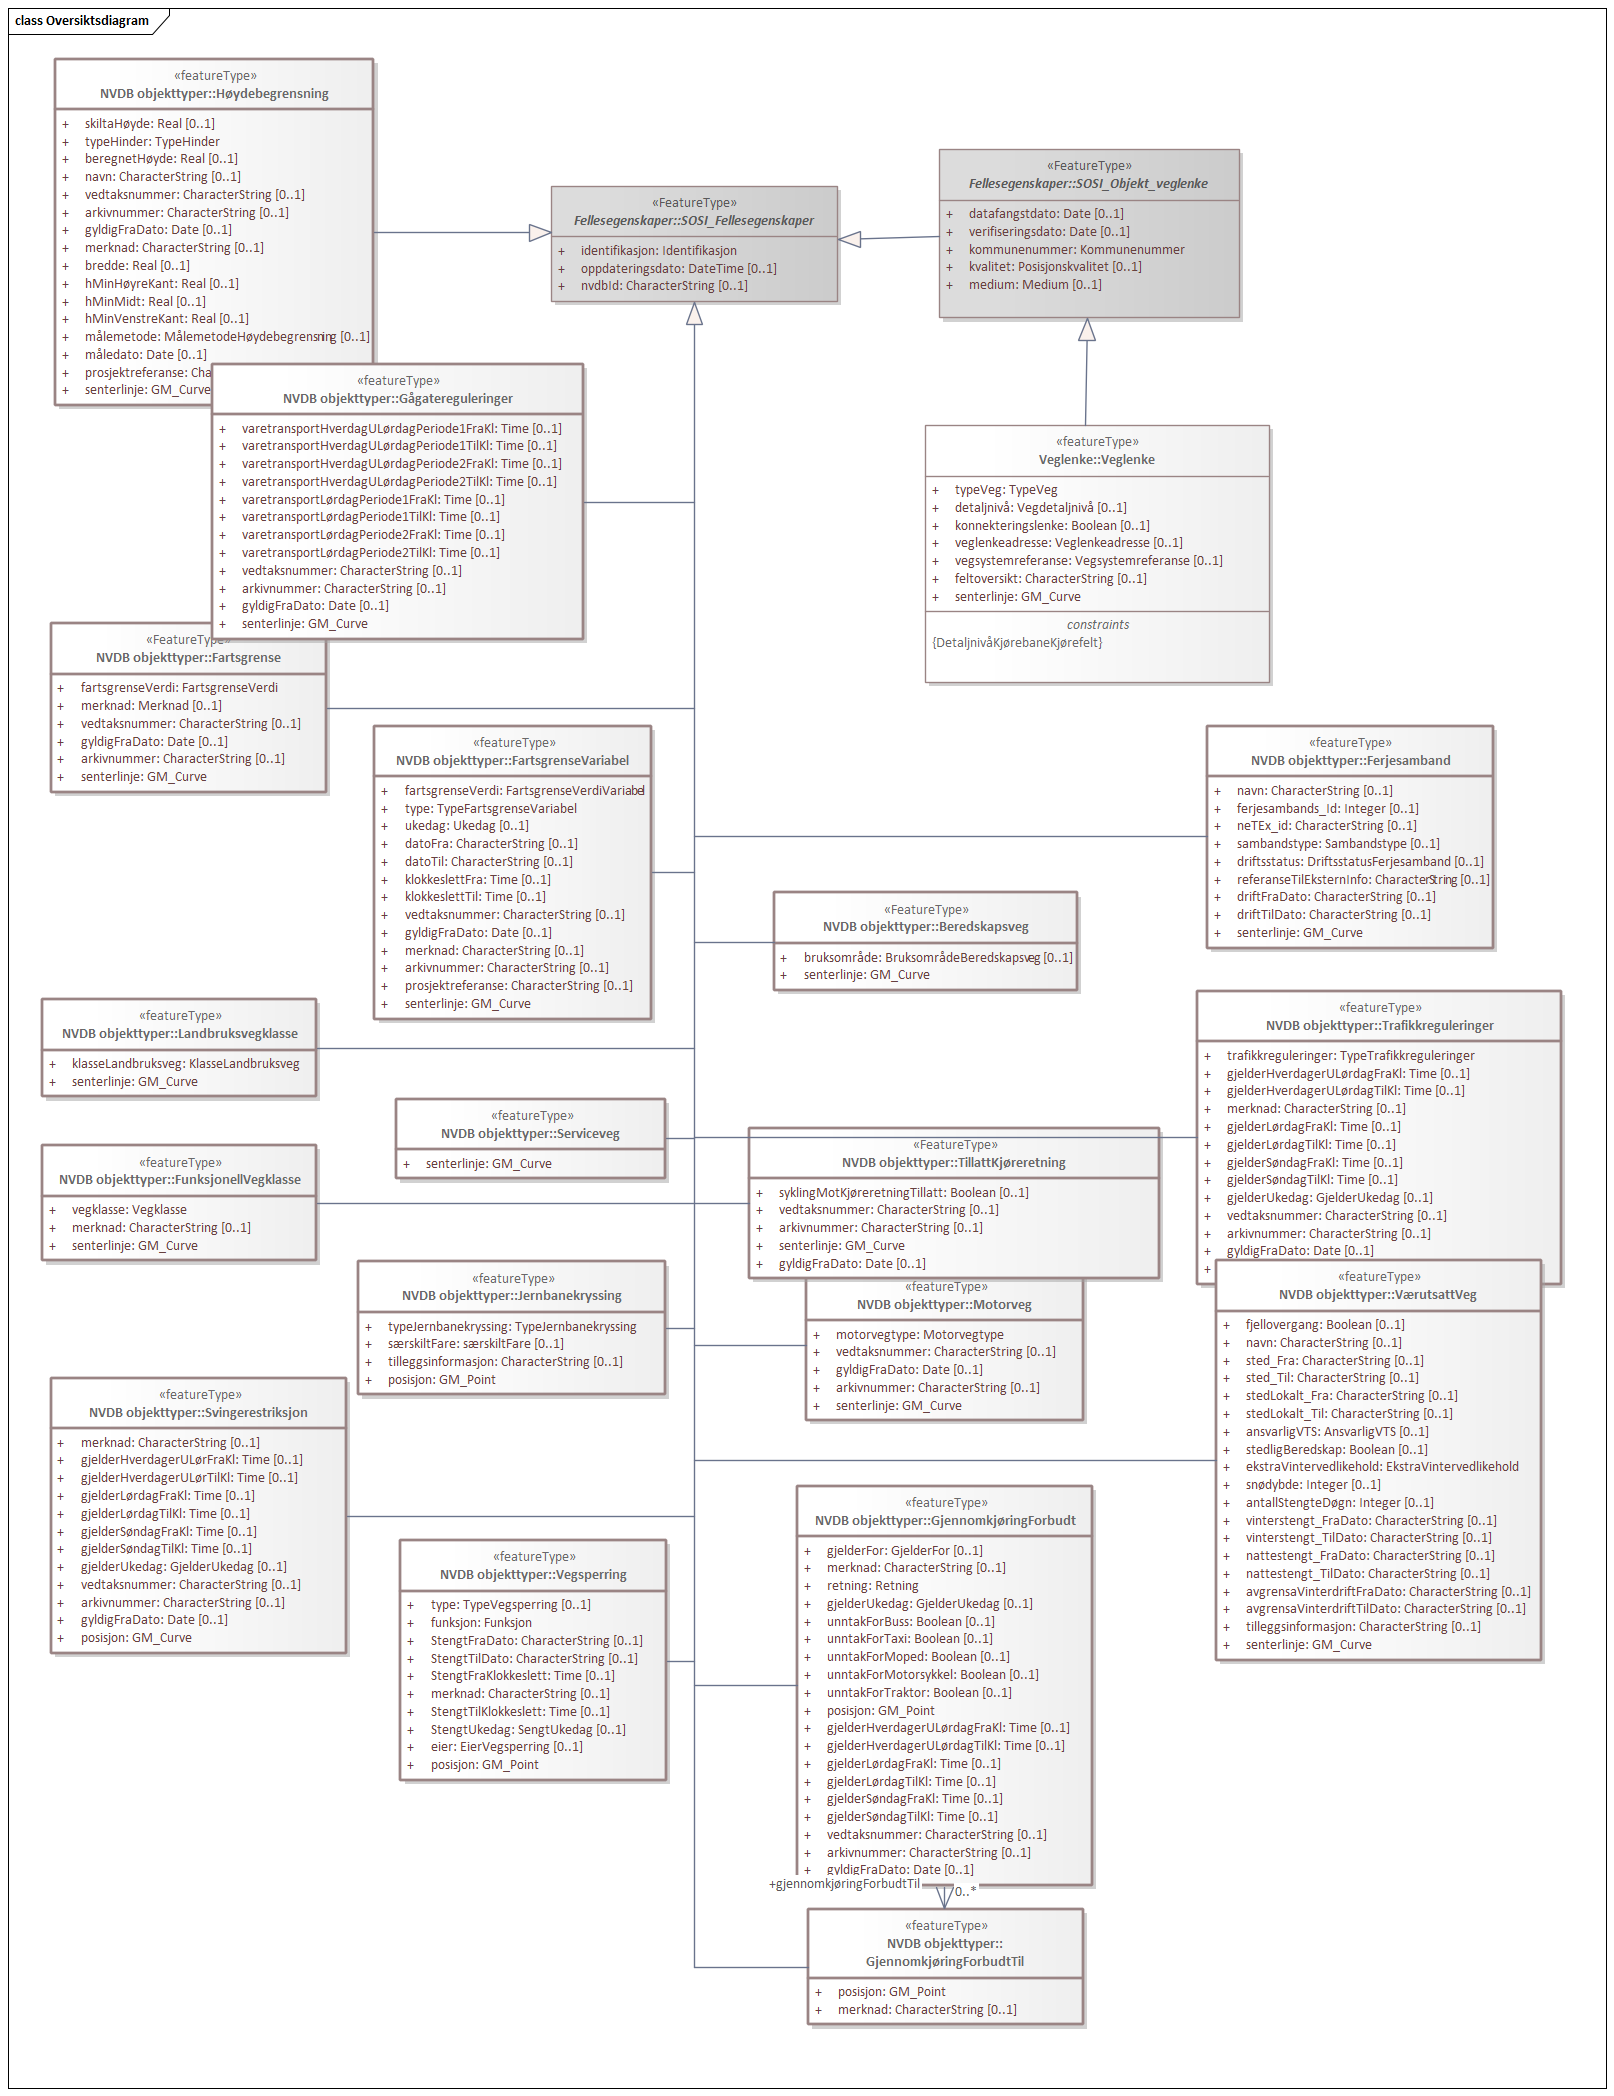 class Oversiktsdiagram
«featureType»
NVDB objekttyper::Høydebegrensning
+ skiltaHøyde: Real [0..1]
+ typeHinder: TypeHinder
+ beregnetHøyde: Real [0..1]
+ navn: CharacterString [0..1]
+ vedtaksnummer: CharacterString [0..1]
+ arkivnummer: CharacterString [0..1]
+ gyldigFraDato: Date [0..1]
+ merknad: CharacterString [0..1]
+ bredde: Real [0..1]
+ hMinHøyreKant: Real [0..1]
+ hMinMidt: Real [0..1]
+ hMinVenstreKant: Real [0..1]
+ målemetode: MålemetodeHøydebegrensning [0..1]
+ måledato: Date [0..1]
+ prosjektreferanse: Cha
+ senterlinje: GM_Curve
«FeatureType»
Fellesegenskaper::SOSI_Fellesegenskaper
+ identifikasjon: Identifikasjon
+ oppdateringsdato: DateTime [0..1]
+ nvdbId: CharacterString [0..1]
«FeatureType»
Fellesegenskaper::SOSI_Objekt_veglenke
+ datafangstdato: Date [0..1]
+ verifiseringsdato: Date [0..1]
+ kommunenummer: Kommunenummer
+ kvalitet: Posisjonskvalitet [0..1]
+ medium: Medium [0..1]
«featureType»
NVDB objekttyper::Gågatereguleringer
+ varetransportHverdagULørdagPeriode1FraKl: Time [0..1]
+ varetransportHverdagULørdagPeriode1TilKl: Time [0..1]
+ varetransportHverdagULørdagPeriode2FraKl: Time [0..1]
+ varetransportHverdagULørdagPeriode2TilKl: Time [0..1]
+ varetransportLørdagPeriode1FraKl: Time [0..1]
+ varetransportLørdagPeriode1TilKl: Time [0..1]
+ varetransportLørdagPeriode2FraKl: Time [0..1]
+ varetransportLørdagPeriode2TilKl: Time [0..1]
+ vedtaksnummer: CharacterString [0..1]
+ arkivnummer: CharacterString [0..1]
+ gyldigFraDato: Date [0..1]
+ senterlinje: GM_Curve
«featureType»
Veglenke::Veglenke
+ typeVeg: TypeVeg
+ detaljnivå: Vegdetaljnivå [0..1]
+ konnekteringslenke: Boolean [0..1]
+ veglenkeadresse: Veglenkeadresse [0..1]
+ vegsystemreferanse: Vegsystemreferanse [0..1]
+ feltoversikt: CharacterString [0..1]
+ senterlinje: GM_Curve
constraints
{DetaljnivåKjørebaneKjørefelt}
«FeatureType»
NVDB objekttyper::Fartsgrense
+ fartsgrenseVerdi: FartsgrenseVerdi
+ merknad: Merknad [0..1]
+ vedtaksnummer: CharacterString [0..1]
+ gyldigFraDato: Date [0..1]
+ arkivnummer: CharacterString [0..1]
+ senterlinje: GM_Curve
«featureType»
NVDB objekttyper::FartsgrenseVariabel
+ fartsgrenseVerdi: FartsgrenseVerdiVariabel
+ type: TypeFartsgrenseVariabel
+ ukedag: Ukedag [0..1]
+ datoFra: CharacterString [0..1]
+ datoTil: CharacterString [0..1]
+ klokkeslettFra: Time [0..1]
+ klokkeslettTil: Time [0..1]
+ vedtaksnummer: CharacterString [0..1]
+ gyldigFraDato: Date [0..1]
+ merknad: CharacterString [0..1]
+ arkivnummer: CharacterString [0..1]
+ prosjektreferanse: CharacterString [0..1]
+ senterlinje: GM_Curve
«featureType»
NVDB objekttyper::Ferjesamband
+ navn: CharacterString [0..1]
+ ferjesambands_Id: Integer [0..1]
+ neTEx_id: CharacterString [0..1]
+ sambandstype: Sambandstype [0..1]
+ driftsstatus: DriftsstatusFerjesamband [0..1]
+ referanseTilEksternInfo: CharacterString [0..1]
+ driftFraDato: CharacterString [0..1]
+ driftTilDato: CharacterString [0..1]
+ senterlinje: GM_Curve
«FeatureType»
NVDB objekttyper::Beredskapsveg
+ bruksområde: BruksområdeBeredskapsveg [0..1]
+ senterlinje: GM_Curve
«featureType»
NVDB objekttyper::Landbruksvegklasse
+ klasseLandbruksveg: KlasseLandbruksveg
+ senterlinje: GM_Curve
«featureType»
NVDB objekttyper::Trafikkreguleringer
+ trafikkreguleringer: TypeTrafikkreguleringer
+ gjelderHverdagerULørdagFraKl: Time [0..1]
+ gjelderHverdagerULørdagTilKl: Time [0..1]
+ merknad: CharacterString [0..1]
+ gjelderLørdagFraKl: Time [0..1]
+ gjelderLørdagTilKl: Time [0..1]
+ gjelderSøndagFraKl: Time [0..1]
+ gjelderSøndagTilKl: Time [0..1]
+ gjelderUkedag: GjelderUkedag [0..1]
+ vedtaksnummer: CharacterString [0..1]
+ arkivnummer: CharacterString [0..1]
+ gyldigFraDato: Date [0..1]
+
«featureType»
NVDB objekttyper::Serviceveg
+ senterlinje: GM_Curve
«FeatureType»
NVDB objekttyper::TillattKjøreretning
+ syklingMotKjøreretningTillatt: Boolean [0..1]
+ vedtaksnummer: CharacterString [0..1]
+ arkivnummer: CharacterString [0..1]
+ senterlinje: GM_Curve
+ gyldigFraDato: Date [0..1]
«featureType»
NVDB objekttyper::FunksjonellVegklasse
+ vegklasse: Vegklasse
+ merknad: CharacterString [0..1]
+ senterlinje: GM_Curve
«featureType»
NVDB objekttyper::Jernbanekryssing
+ typeJernbanekryssing: TypeJernbanekryssing
+ særskiltFare: særskiltFare [0..1]
+ tilleggsinformasjon: CharacterString [0..1]
+ posisjon: GM_Point
«featureType»
NVDB objekttyper::Motorveg
+ motorvegtype: Motorvegtype
+ vedtaksnummer: CharacterString [0..1]
+ gyldigFraDato: Date [0..1]
+ arkivnummer: CharacterString [0..1]
+ senterlinje: GM_Curve
«featureType»
NVDB objekttyper::VærutsattVeg
+ fjellovergang: Boolean [0..1]
+ navn: CharacterString [0..1]
+ sted_Fra: CharacterString [0..1]
+ sted_Til: CharacterString [0..1]
+ stedLokalt_Fra: CharacterString [0..1]
+ stedLokalt_Til: CharacterString [0..1]
+ ansvarligVTS: AnsvarligVTS [0..1]
+ stedligBeredskap: Boolean [0..1]
+ ekstraVintervedlikehold: EkstraVintervedlikehold
+ snødybde: Integer [0..1]
+ antallStengteDøgn: Integer [0..1]
+ vinterstengt_FraDato: CharacterString [0..1]
+ vinterstengt_TilDato: CharacterString [0..1]
+ nattestengt_FraDato: CharacterString [0..1]
+ nattestengt_TilDato: CharacterString [0..1]
+ avgrensaVinterdriftFraDato: CharacterString [0..1]
+ avgrensaVinterdriftTilDato: CharacterString [0..1]
+ tilleggsinformasjon: CharacterString [0..1]
+ senterlinje: GM_Curve
«featureType»
NVDB objekttyper::Svingerestriksjon
+ merknad: CharacterString [0..1]
+ gjelderHverdagerULørFraKl: Time [0..1]
+ gjelderHverdagerULørTilKl: Time [0..1]
+ gjelderLørdagFraKl: Time [0..1]
+ gjelderLørdagTilKl: Time [0..1]
+ gjelderSøndagFraKl: Time [0..1]
+ gjelderSøndagTilKl: Time [0..1]
+ gjelderUkedag: GjelderUkedag [0..1]
+ vedtaksnummer: CharacterString [0..1]
+ arkivnummer: CharacterString [0..1]
+ gyldigFraDato: Date [0..1]
+ posisjon: GM_Curve
«featureType»
NVDB objekttyper::Vegsperring
+ type: TypeVegsperring [0..1]
+ funksjon: Funksjon
+ StengtFraDato: CharacterString [0..1]
+ StengtTilDato: CharacterString [0..1]
+ StengtFraKlokkeslett: Time [0..1]
+ merknad: CharacterString [0..1]
+ StengtTilKlokkeslett: Time [0..1]
+ StengtUkedag: SengtUkedag [0..1]
+ eier: EierVegsperring [0..1]
+ posisjon: GM_Point
«featureType»
NVDB objekttyper::GjennomkjøringForbudt
+ gjelderFor: GjelderFor [0..1]
+ merknad: CharacterString [0..1]
+ retning: Retning
+ gjelderUkedag: GjelderUkedag [0..1]
+ unntakForBuss: Boolean [0..1]
+ unntakForTaxi: Boolean [0..1]
+ unntakForMoped: Boolean [0..1]
+ unntakForMotorsykkel: Boolean [0..1]
+ unntakForTraktor: Boolean [0..1]
+ posisjon: GM_Point
+ gjelderHverdagerULørdagFraKl: Time [0..1]
+ gjelderHverdagerULørdagTilKl: Time [0..1]
+ gjelderLørdagFraKl: Time [0..1]
+ gjelderLørdagTilKl: Time [0..1]
+ gjelderSøndagFraKl: Time [0..1]
+ gjelderSøndagTilKl: Time [0..1]
+ vedtaksnummer: CharacterString [0..1]
+ arkivnummer: CharacterString [0..1]
+ gyldigFraDato: Date [0..1]
+gjennomkjøringForbudtTil
0..*
«featureType»
NVDB objekttyper::
GjennomkjøringForbudtTil
+ posisjon: GM_Point
+ merknad: CharacterString [0..1]